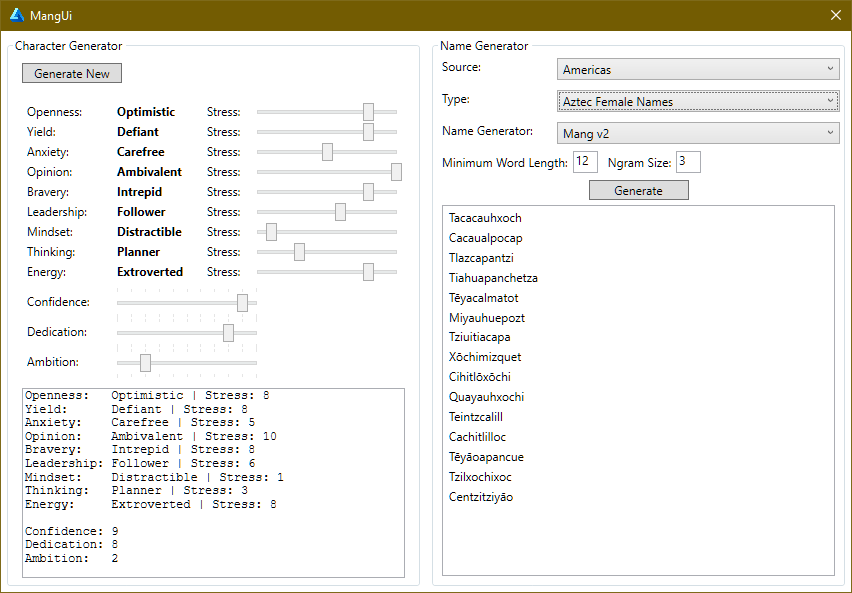 MangUi
Character Generator
Generate New
Openness: Optimistic Stress:
Yield: Defiant Stress:
Anxiety: Carefree Stress:
Opinion: Ambivalent Stress:
Bravery: Intrepid Stress:
Leadership: Follower Stress:
Mindset: Distractible Stress:
Thinking: Planner Stress:
Energy: Extroverted Stress:
Confidence:
Dedication:
Ambition:
Openness: Optimistic | Stress: 8
Yield: Defiant | Stress: 8
Anxiety: Carefree | Stress: 5
Opinion: Ambivalent | Stress: 10
Bravery: Intrepid | Stress: 8
Leadership: Follower | Stress: 6
Mindset: Distractible | Stress: 1
Thinking: Planner | Stress: 3
Energy: Extroverted | Stress: 8
Confidence: 9
Dedication: 8
Ambition: 2
Name Generator
Source: Americas
Type: Aztec Female Names
Name Generator: Mang v2
Minimum Word Length: 12 Ngram Size: 3
Generate
Tacacauhxoch
Cacaualpocap
Tlazcapantzi
Tiahuapanchetza
Tēyacalmatot
Miyauhuepozt
Tziuitiacapa
Xōchimizquet
Cihitlōxōchi
Quayauhxochi
Teintzcalill
Cachitlilloc
Tēyāoapancue
Tzilxochixoc
Centzitziyāo